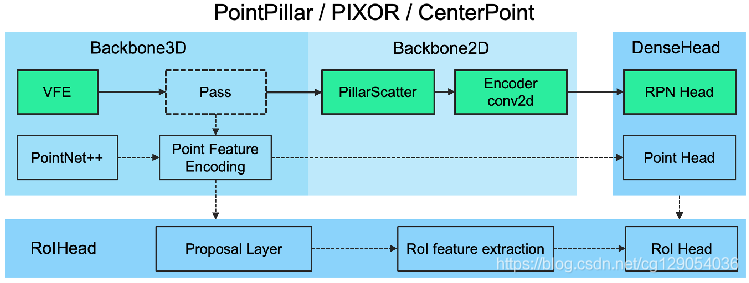 PointPillar / PIXOR / CenterPoint
Backbone3D
Backbone2D
DenseHead
VFE
Pass
PillarScatter
Encoder
conv2d
RPN Head
PointNet++
Point Feature
Encoding
Point Head
RoIHead
Proposal Layer
RoI feature extraction
RoI Head
https://blog.csdn.net/cg129054036